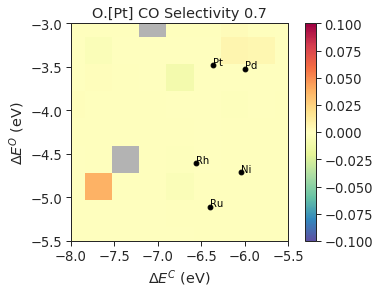 O.[Pt] CO Selectivity 0.7
−3.0
−3.5
−4.0
−4.5
−5.0
−5.5
ΔE^O (eV)
Pt
Pd
Rh
Ni
Ru
−8.0 −7.5 −7.0 −6.5 −6.0 −5.5
ΔE^C (eV)
0.100
0.075
0.050
0.025
0.000
−0.025
−0.050
−0.075
−0.100